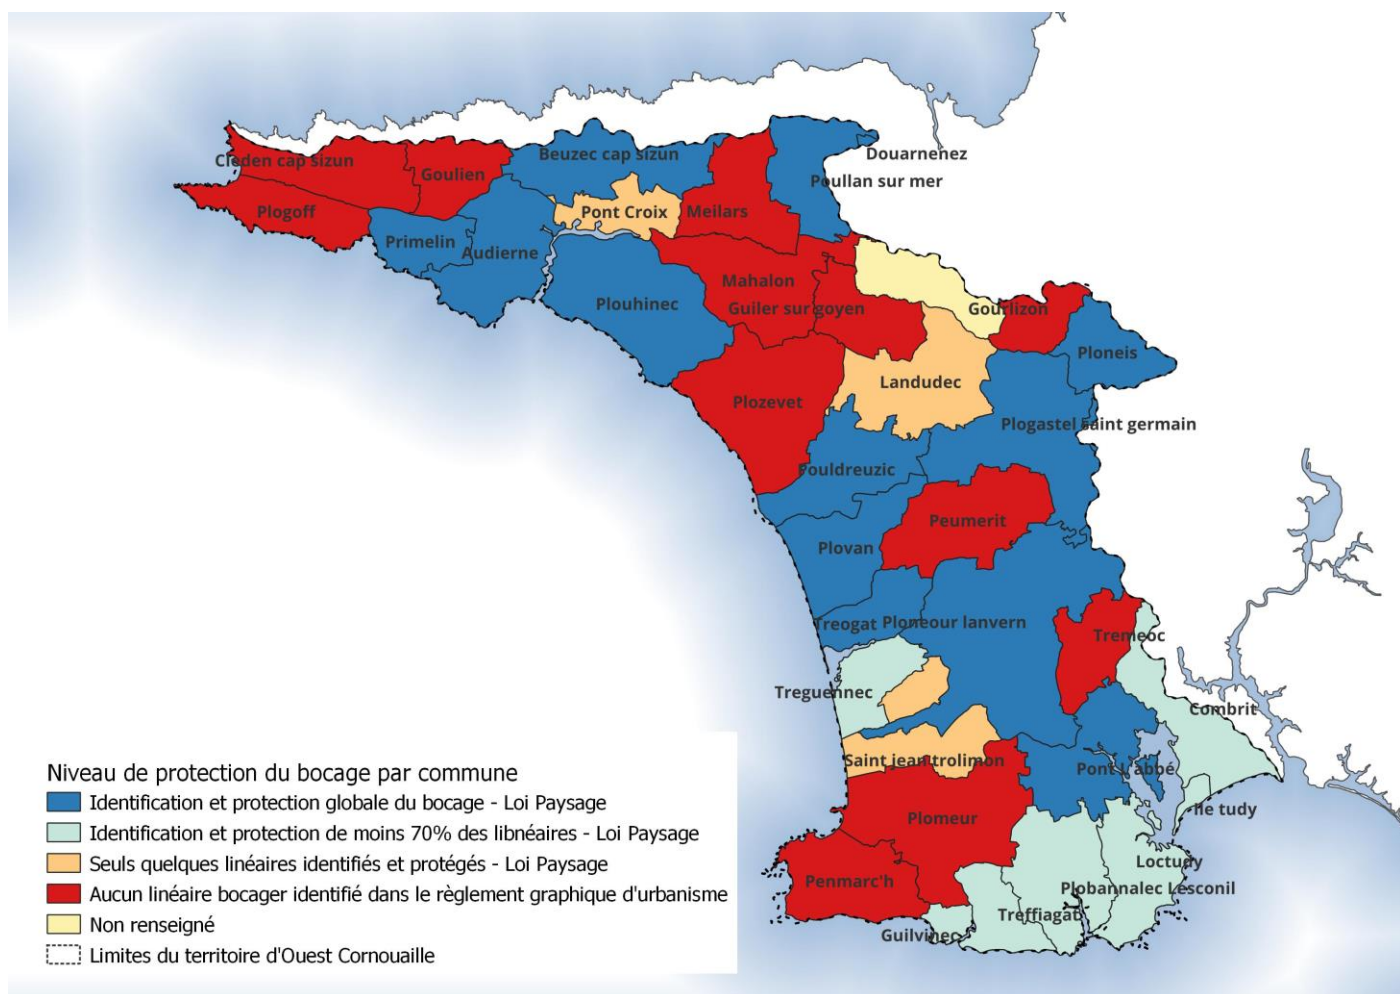 Douarnenez
Beuzec cap sizun
Cleden cap sizun
Goulien
Poullan sur mer
Plogoff
Pont Croix
Meilars
Primelin
Audierne
Mahalon
Plouhinec
Guiler sur goyen
Gourlizon
Ploneis
Landudec
Plozevet
Plogastel saint germain
Pouldreuzic
Peumerit
Plovan
Treogat
Ploneour lanvern
Tremeoc
Treguennec
Combrit
Saint jean trolimon
Pont L'abbé
Ile tudy
Plomeur
Loctudy
Penmarc'h
Plobannalec Lesconil
Treffiagat
Guilvinec
Niveau de protection du bocage par commune
Identification et protection globale du bocage - Loi Paysage
Identification et protection de moins 70% des libnéaires - Loi Paysage
Seuls quelques linéaires identifiés et protégés - Loi Paysage
Aucun linéaire bocager identifié dans le règlement graphique d'urbanisme
Non renseigné
Limites du territoire d'Ouest Cornouaille